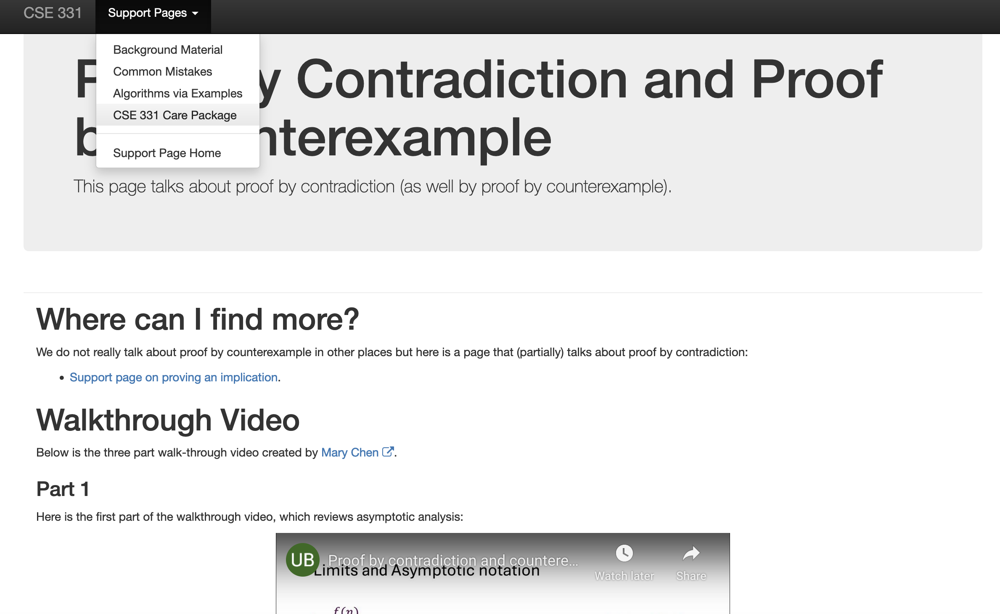 CSE 331 Support Pages
Background Material
Common Mistakes
Algorithms via Examples
CSE 331 Care Package
Support Page Home
Contradiction and Proof
This page talks about proof by contradiction (as well by proof by counterexample).
Where can I find more?
We do not really talk about proof by counterexample in other places but here is a page that (partially) talks about proof by contradiction:
• Support page on proving an implication.
Walkthrough Video
Below is the three part walk-through video created by Mary Chen.
Part 1
Here is the first part of the walkthrough video, which reviews asymptotic analysis:
UB Proof by contradiction and countere...
Limits and Asymptotic notation
Watch later Share
f(n)